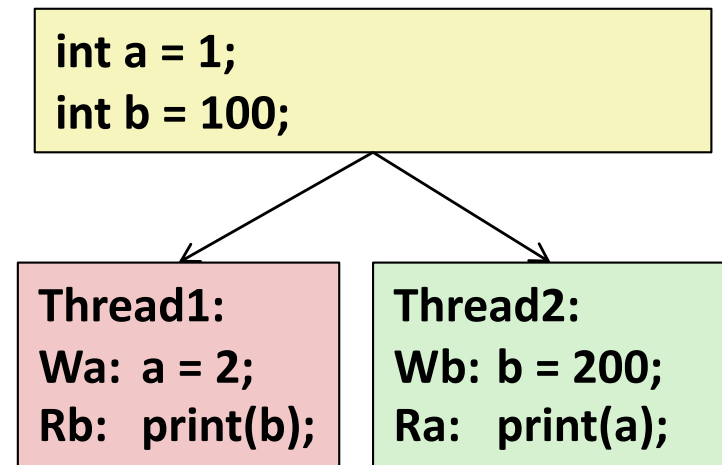 int a = 1;
int b = 100;
Thread1:
Wa: a = 2;
Rb: print(b);
Thread2:
Wb: b = 200;
Ra: print(a);